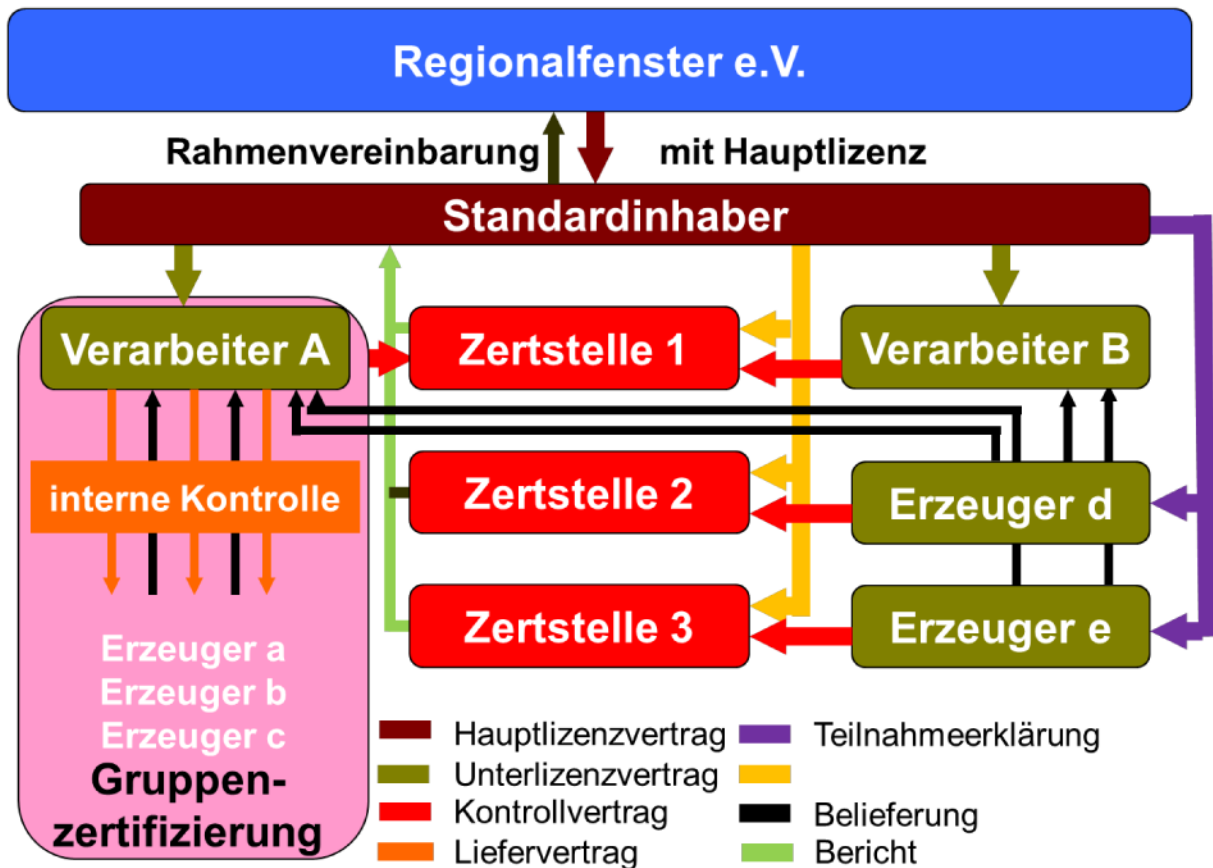 Regionalfenster e.V.
Rahmenvereinbarung mit Hauptlizenz
Standardinhaber
Verarbeiter A
Zertstelle 1
Verarbeiter B
interne Kontrolle
Zertstelle 2
Erzeuger d
Zertstelle 3
Erzeuger e
Erzeuger a
Erzeuger b
Erzeuger c
Gruppen-
zertifizierung
Hauptlizenzvertrag
Teilnahmeerklärung
Unterlizenzvertrag
Kontrollvertrag
Belieferung
Liefervertrag
Bericht